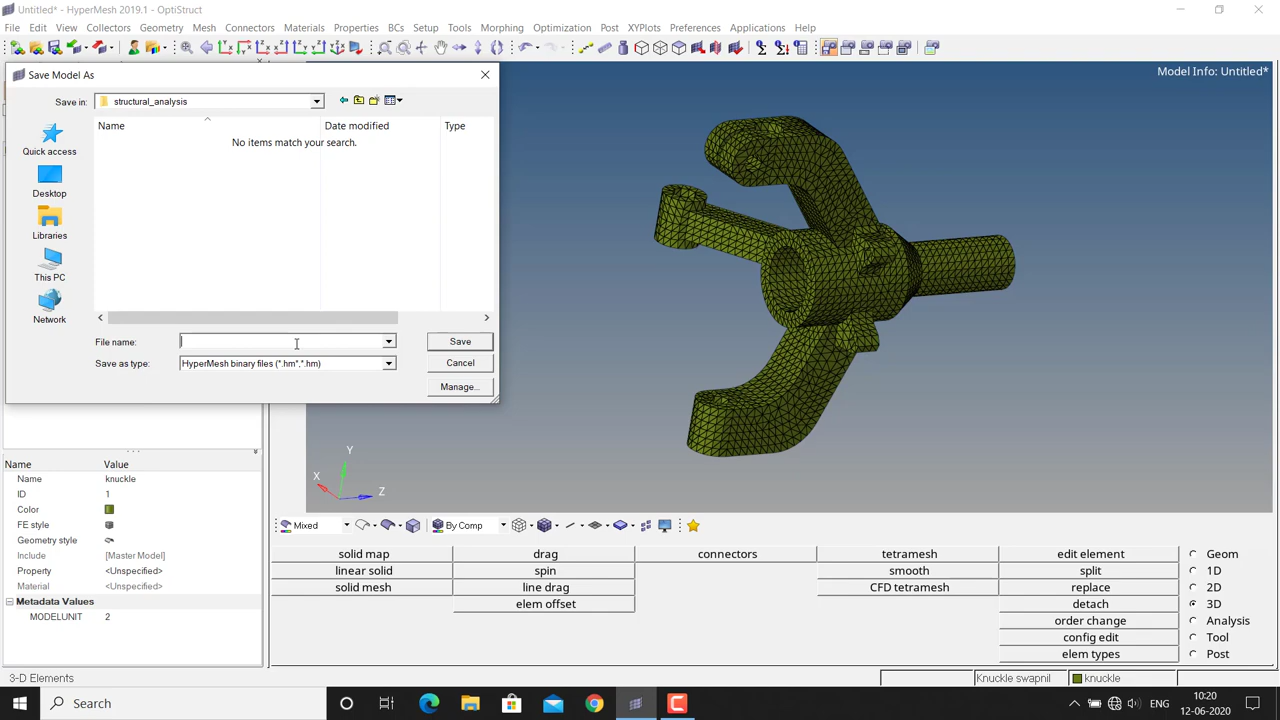 Untitled* - HyperMesh 2019.1 - OptiStruct
File Edit View Collectors Geometry Mesh Connectors Materials Properties BCs Setup Tools Morphing Optimization Post XYPlots Preferences Applications Help
Model Info: Untitled*
Save Model As
Save in: structural_analysis
Name Date modified Type
No items match your search.
Quick access
Desktop
Libraries
This PC
Network
File name: Save
Save as type: HyperMesh binary files (*.hm*,*.hm) Cancel
Manage...
Name Value
Name knuckle
ID 1
Color
FE style
Geometry style
Include [Master Model]
Property <Unspecified>
Material <Unspecified>
Metadata Values
MODELUNIT 2
Y
X
Z
Mixed By Comp
solid map drag connectors tetramesh edit element Geom
linear solid spin smooth split 1D
solid mesh line drag CFD tetramesh replace 2D
elem offset detach 3D
order change Analysis
config edit Tool
elem types Post
3-D Elements Knuckle swapnil knuckle
Search
ENG
10:20
12-06-2020